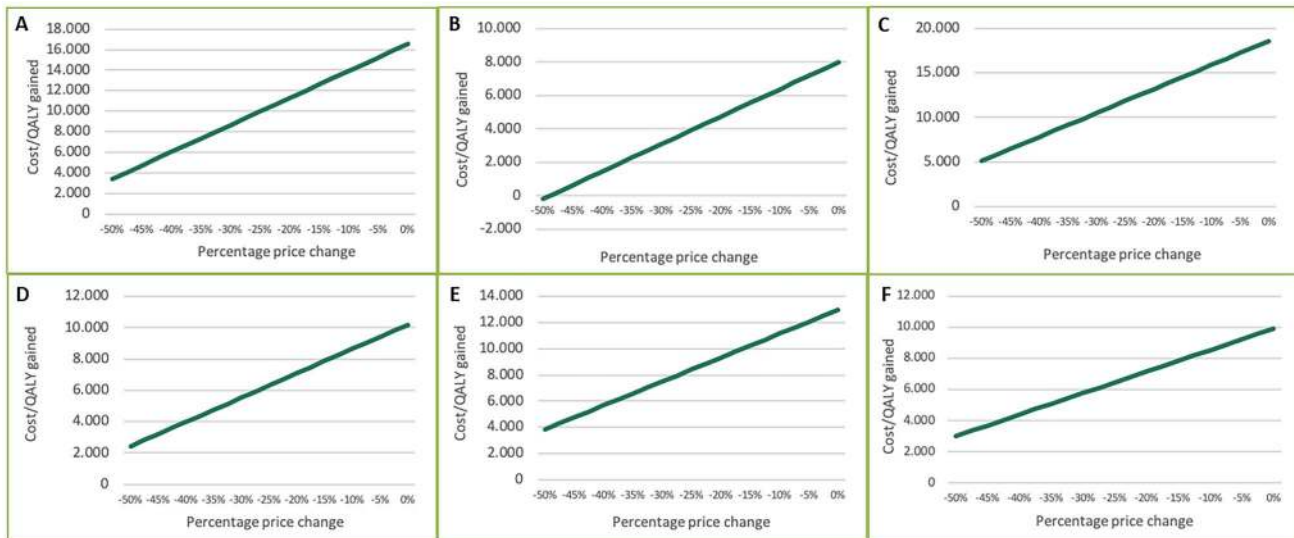 A
Cost/QALY gained
18.000
16.000
14.000
12.000
10.000
8.000
6.000
4.000
2.000
0
-50% -45% -40% -35% -30% -25% -20% -15% -10% -5% 0%
Percentage price change
B
Cost/QALY gained
10.000
8.000
6.000
4.000
2.000
0
-2.000
-50% -45% -40% -35% -30% -25% -20% -15% -10% -5% 0%
Percentage price change
C
Cost/QALY gained
20.000
15.000
10.000
5.000
0
-50% -45% -40% -35% -30% -25% -20% -15% -10% -5% 0%
Percentage price change
D
Cost/QALY gained
12.000
10.000
8.000
6.000
4.000
2.000
0
-50% -45% -40% -35% -30% -25% -20% -15% -10% -5% 0%
Percentage price change
E
Cost/QALY gained
14.000
12.000
10.000
8.000
6.000
4.000
2.000
0
-50% -45% -40% -35% -30% -25% -20% -15% -10% -5% 0%
Percentage price change
F
Cost/QALY gained
12.000
10.000
8.000
6.000
4.000
2.000
0
-50% -45% -40% -35% -30% -25% -20% -15% -10% -5% 0%
Percentage price change